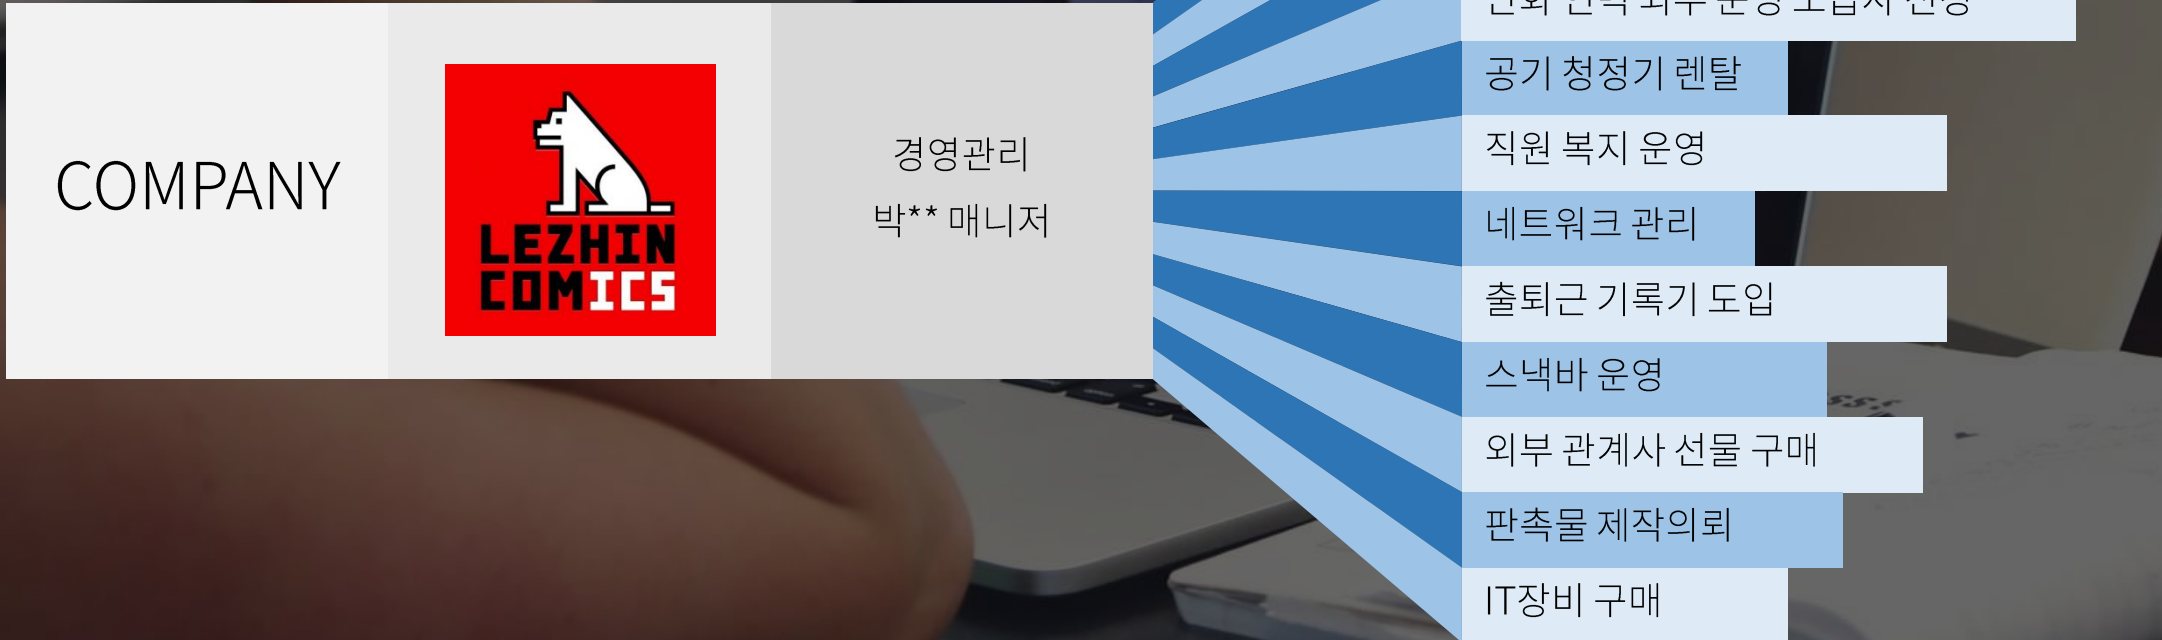 COMPANY
LEZHIN
COMICS
경영관리
박** 매니저
공기 청정기 렌탈
직원 복지 운영
네트워크 관리
출퇴근 기록기 도입
스낵바 운영
외부 관계사 선물 구매
판촉물 제작의뢰
IT장비 구매